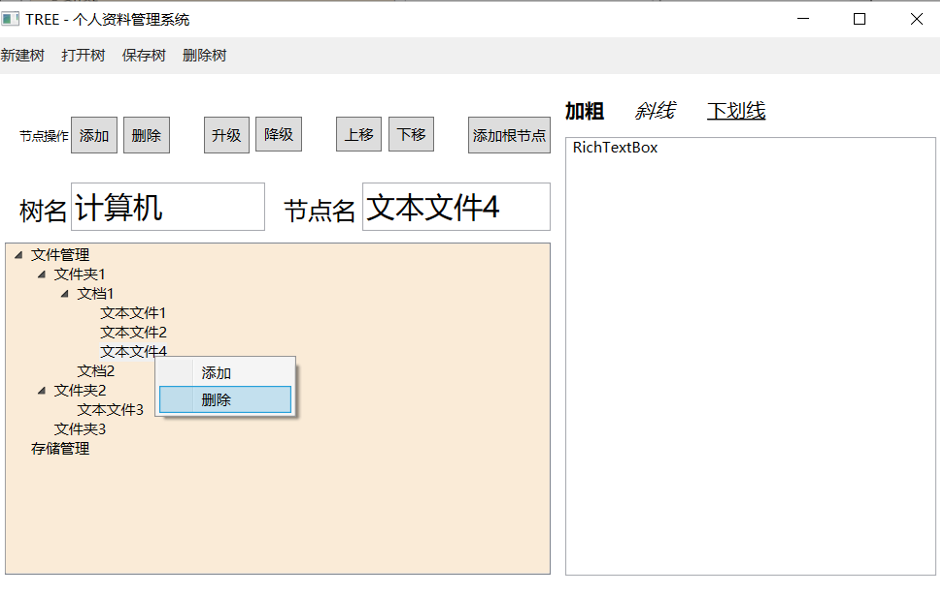 TREE - 个人资料管理系统
新建树 打开树 保存树 删除树
节点操作 添加 删除 升级 降级 上移 下移 添加根节点
树名 计算机 节点名 文本文件4
文件管理
文件夹1
文档1
文本文件1
文本文件2
文本文件4
文档2
文件夹2
文本文件3
文件夹3
存储管理
添加
删除
加粗 斜线 下划线
RichTextBox